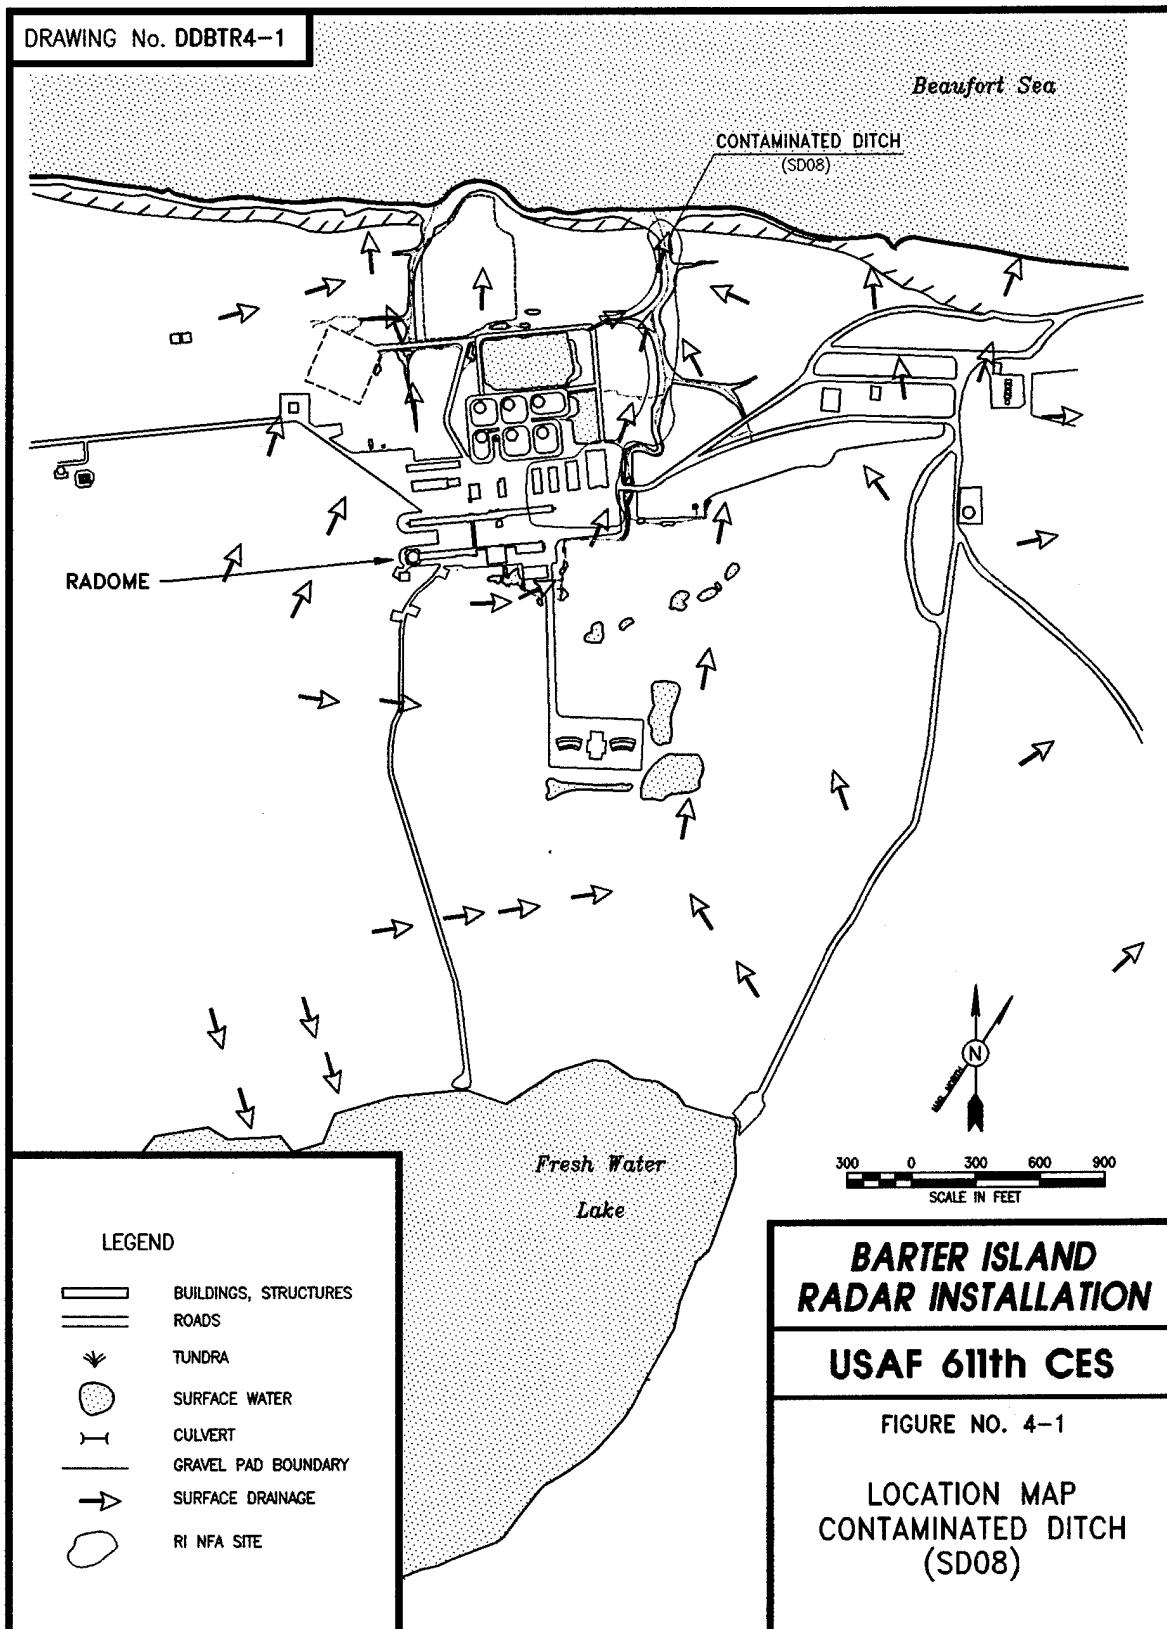 DRAWING No. DDBTR4-1
Beaufort Sea
CONTAMINATED DITCH
(SD08)
RADOME
N
MAG NORTH
300 0 300 600 900
SCALE IN FEET
Fresh Water
Lake
LEGEND
BUILDINGS, STRUCTURES
ROADS
TUNDRA
SURFACE WATER
CULVERT
GRAVEL PAD BOUNDARY
SURFACE DRAINAGE
RI NFA SITE
BARTER ISLAND
RADAR INSTALLATION
USAF 611th CES
FIGURE NO. 4-1
LOCATION MAP
CONTAMINATED DITCH
(SD08)